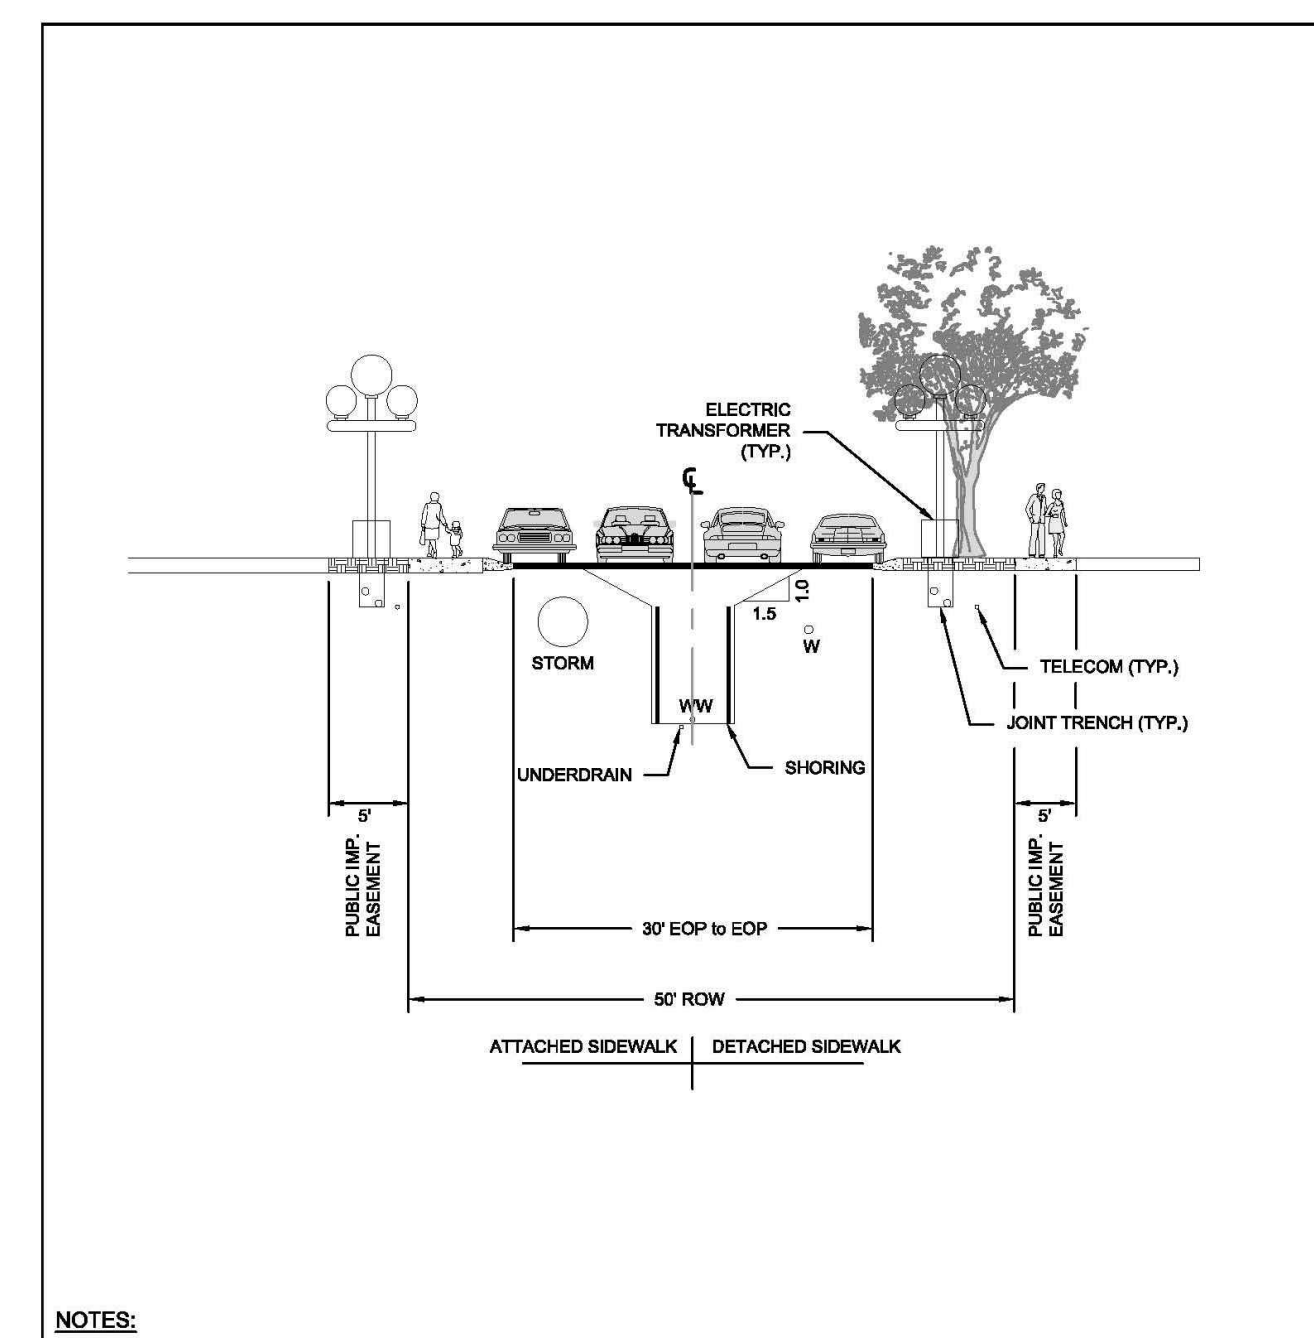 ELECTRIC
TRANSFORMER
(TYP.)
℄
1.0
1.5
STORM
W
WW
TELECOM (TYP.)
JOINT TRENCH (TYP.)
UNDERDRAIN
SHORING
5'
PUBLIC IMP.
EASEMENT
5'
PUBLIC IMP.
EASEMENT
30' EOP to EOP
50' ROW
ATTACHED SIDEWALK
DETACHED SIDEWALK
NOTES: